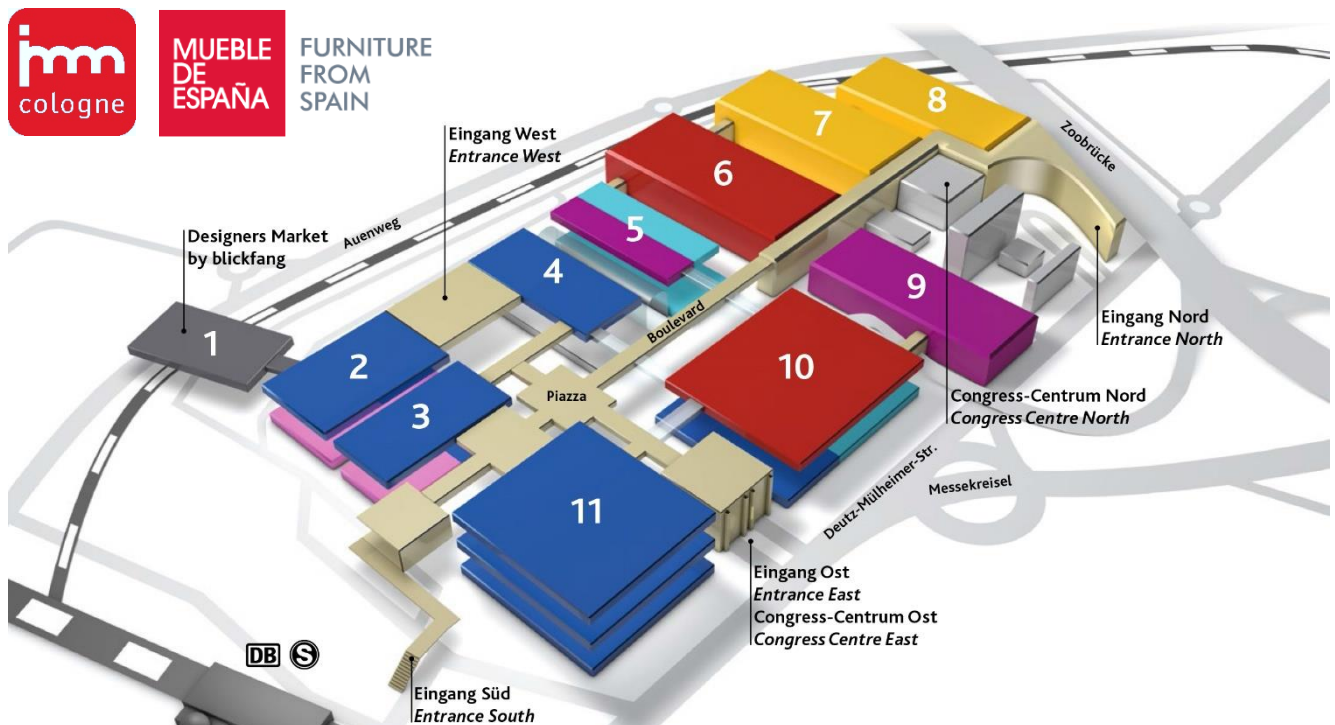 imm
cologne
MUEBLE
DE
ESPAÑA
FURNITURE
FROM
SPAIN
8
7
Zoobrücke
Eingang West
Entrance West
6
Designers Market
by blickfang
Auenweg
5
4
9
Boulevard
Eingang Nord
Entrance North
1
2
10
Piazza
Congress-Centrum Nord
Congress Centre North
3
Deutz-Mülheimer-Str.
Messekreisel
11
Eingang Ost
Entrance East
Congress-Centrum Ost
Congress Centre East
DB S
Eingang Süd
Entrance South